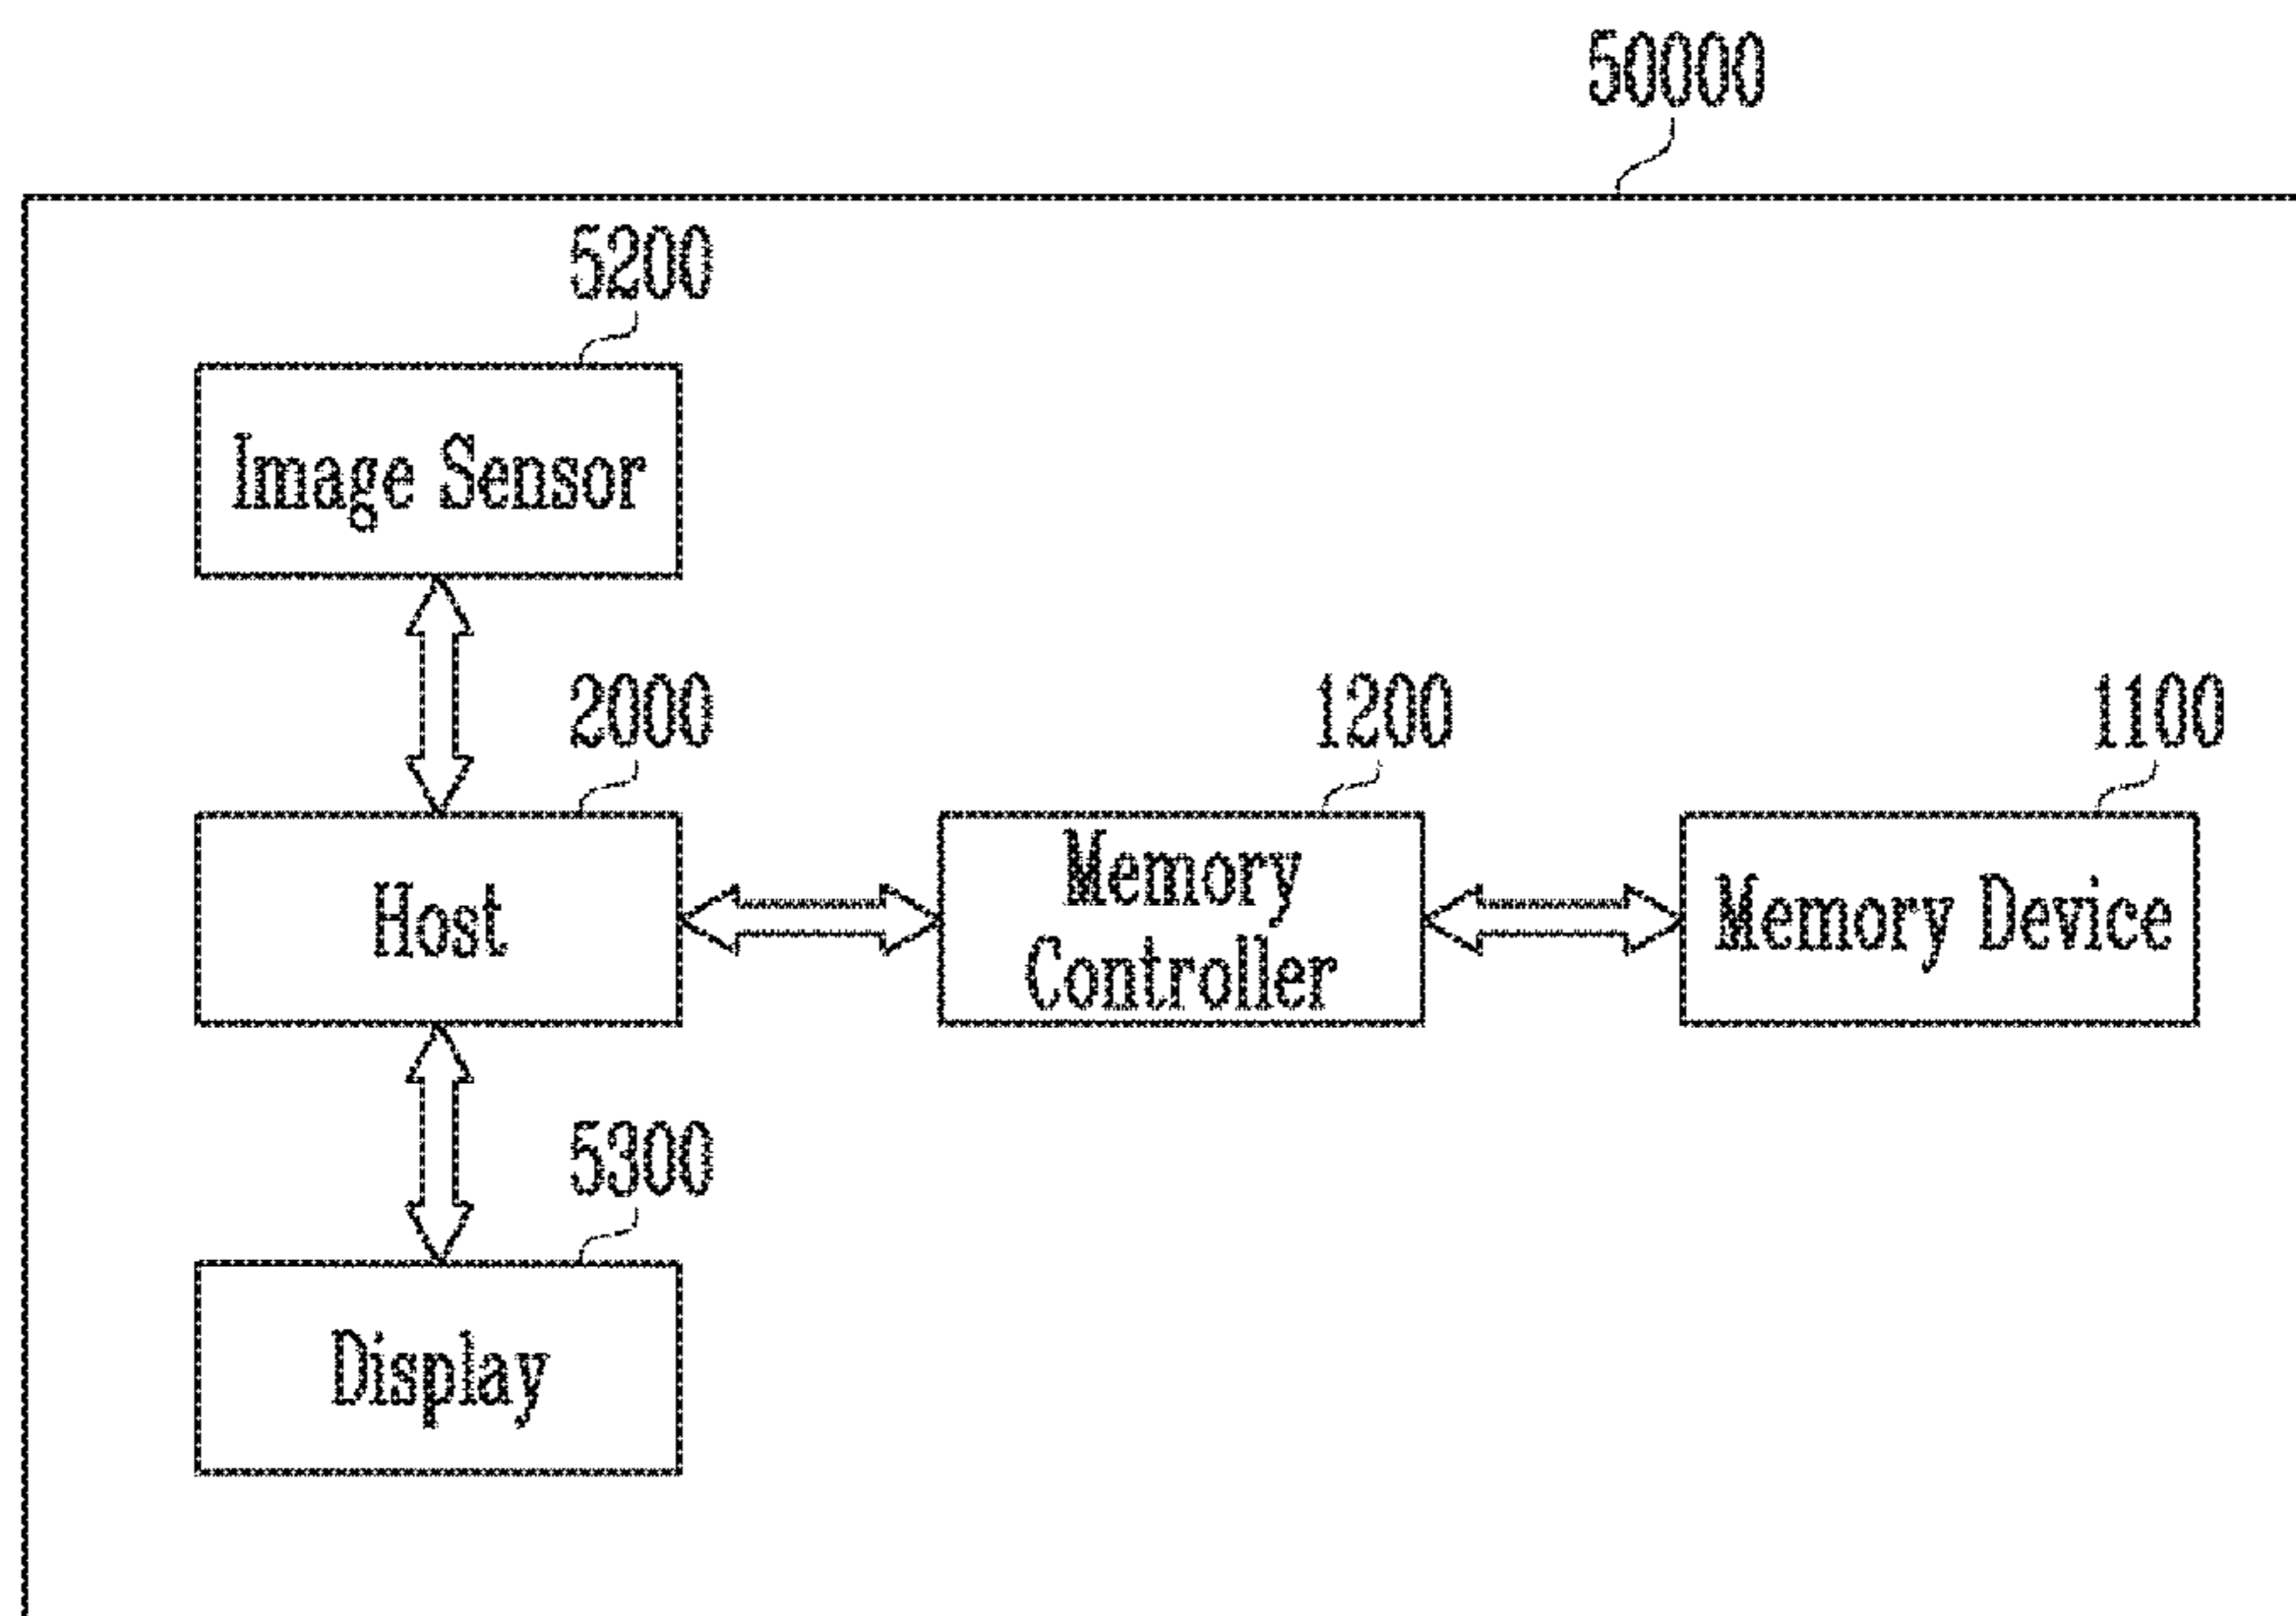 50000
5200
Image Sensor
2000
1200
1100
Host
Memory
Controller
Memory Device
5300
Display